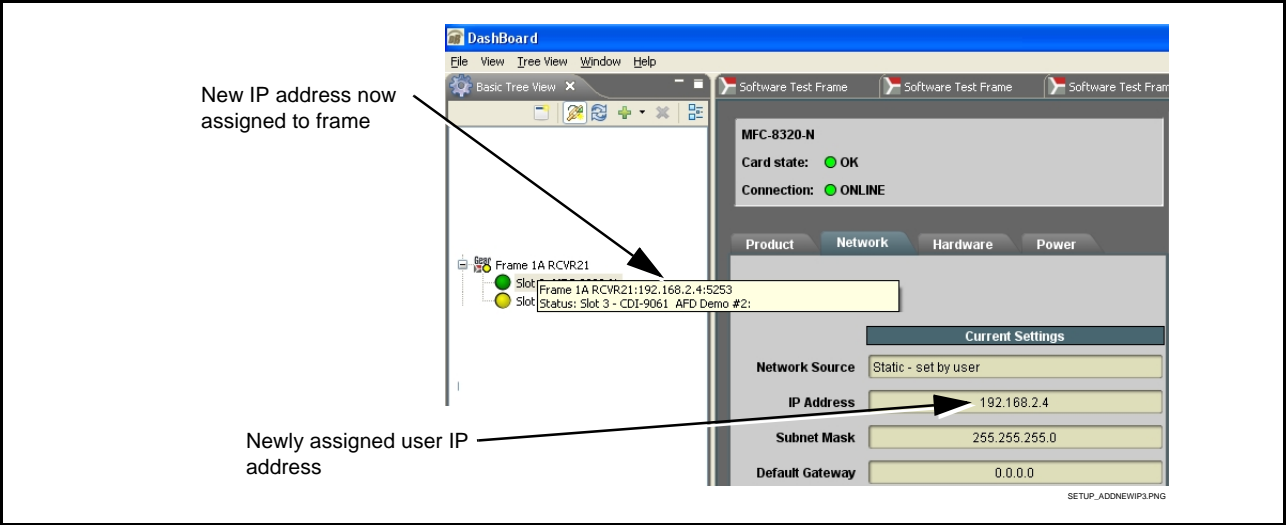 DashBoard
File View Tree View Window Help
Basic Tree View
Software Test Frame
Software Test Frame
Software Test Fram
New IP address now
assigned to frame
MFC-8320-N
Card state: OK
Connection: ONLINE
Product Network Hardware Power
Gear
Frame 1A RCVR21
Slot
Frame 1A RCVR21:192.168.2.4:5253
Slot
Status: Slot 3 - CDI-9061 AFD Demo #2:
Current Settings
Network Source Static - set by user
IP Address 192.168.2.4
Newly assigned user IP
address
Subnet Mask 255.255.255.0
Default Gateway 0.0.0.0
SETUP_ADDNEWIP3.PNG